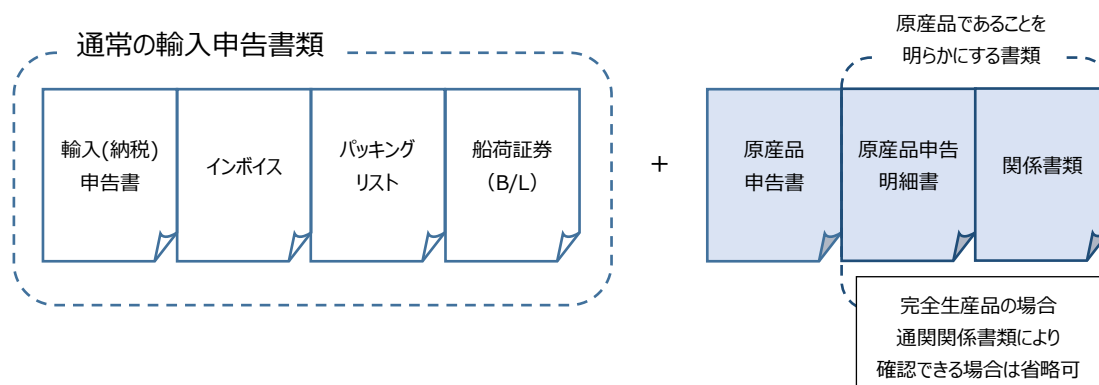 通常の輸入申告書類
輸入(納税)
申告書
インボイス
パッキング
リスト
船荷証券
（B/L）
+
原産品であることを
明らかにする書類
原産品
申告書
原産品申告
明細書
関係書類
完全生産品の場合
通関関係書類により
確認できる場合は省略可